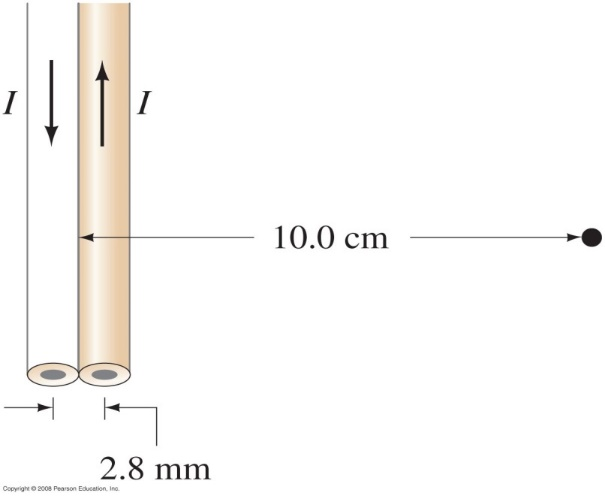 I
I
10.0 cm
2.8 mm
Copyright © 2008 Pearson Education, Inc.